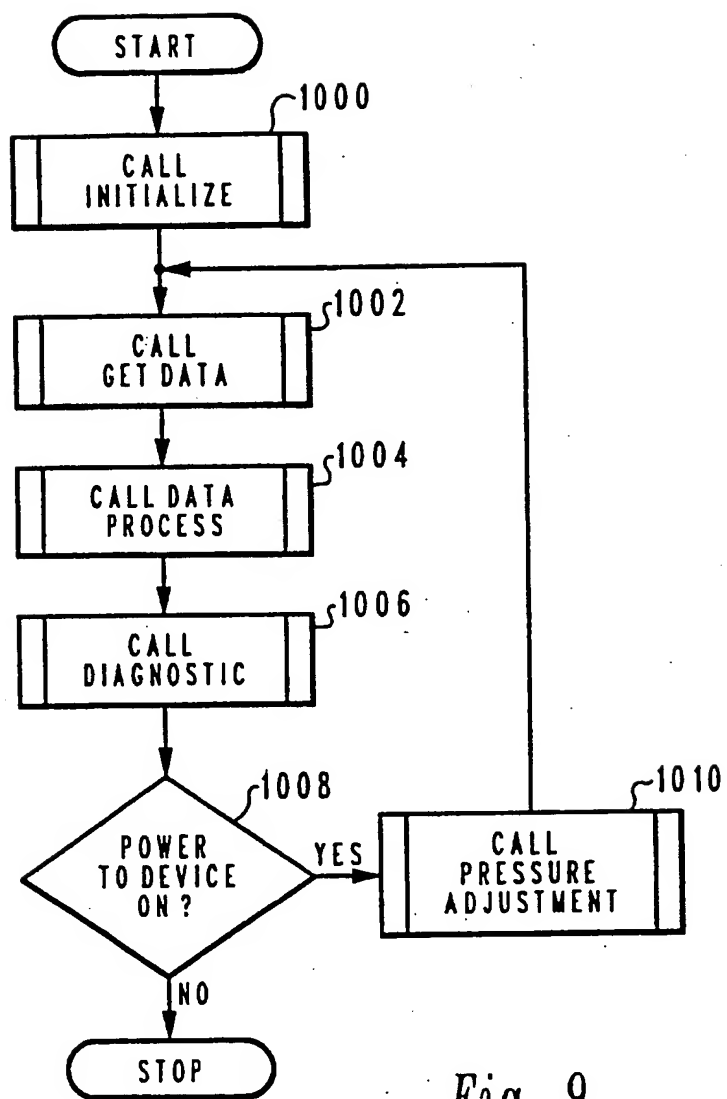 START
1000
CALL
INITIALIZE
1002
CALL
GET DATA
1004
CALL DATA
PROCESS
1006
CALL
DIAGNOSTIC
1008
POWER
TO DEVICE
ON?
YES
1010
CALL
PRESSURE
ADJUSTMENT
NO
STOP
Fig. 9